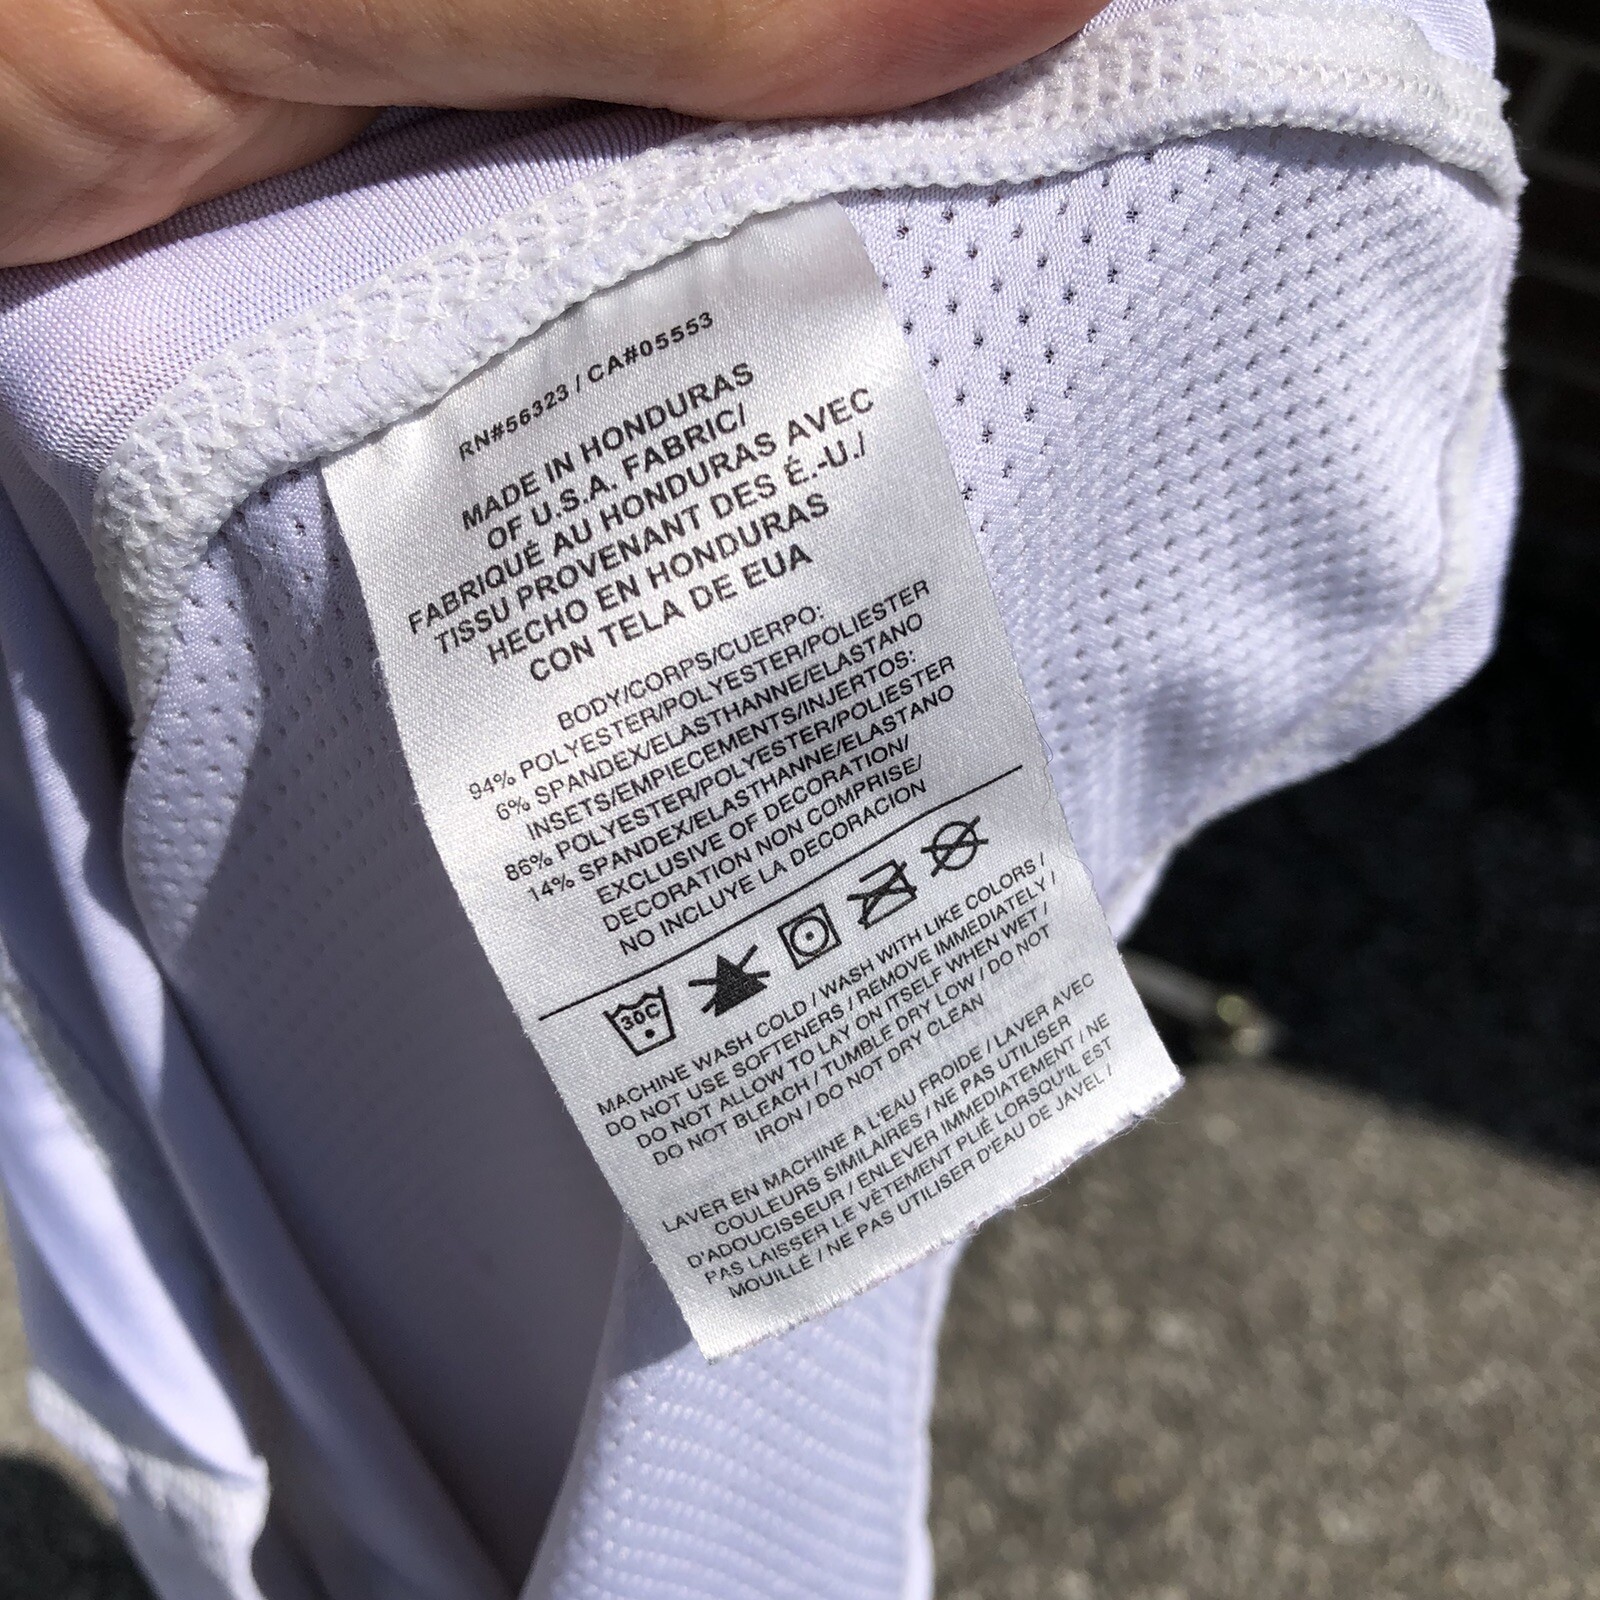 RN#56323 / CA#05553
MADE IN HONDURAS
OF U.S.A. FABRIC/
FABRIQUÉ AU HONDURAS AVEC
TISSU PROVENANT DES É.-U./
HECHO EN HONDURAS
CON TELA DE EUA
BODY/CORPS/CUERPO:
94% POLYESTER/POLYESTER/POLIESTER
6% SPANDEX/ELASTHANNE/ELASTANO
INSETS/EMPIECEMENTS/INJERTOS:
86% POLYESTER/POLYESTER/POLIESTER
14% SPANDEX/ELASTHANNE/ELASTANO
EXCLUSIVE OF DECORATION/
DECORATION NON COMPRISE/
NO INCLUYE LA DECORACION
30C
MACHINE WASH COLD / WASH WITH LIKE COLORS /
DO NOT USE SOFTENERS / REMOVE IMMEDIATELY /
DO NOT ALLOW TO LAY ON ITSELF WHEN WET /
DO NOT BLEACH / TUMBLE DRY LOW / DO NOT
IRON / DO NOT DRY CLEAN
LAVER EN MACHINE A L'EAU FROIDE / LAVER AVEC
COULEURS SIMILAIRES / NE PAS UTILISER
D'ADOUCISSEUR / ENLEVER IMMÉDIATEMENT / NE
PAS LAISSER LE VÊTEMENT PLIÉ LORSQU'IL EST
MOUILLÉ / NE PAS UTILISER D'EAU DE JAVEL /